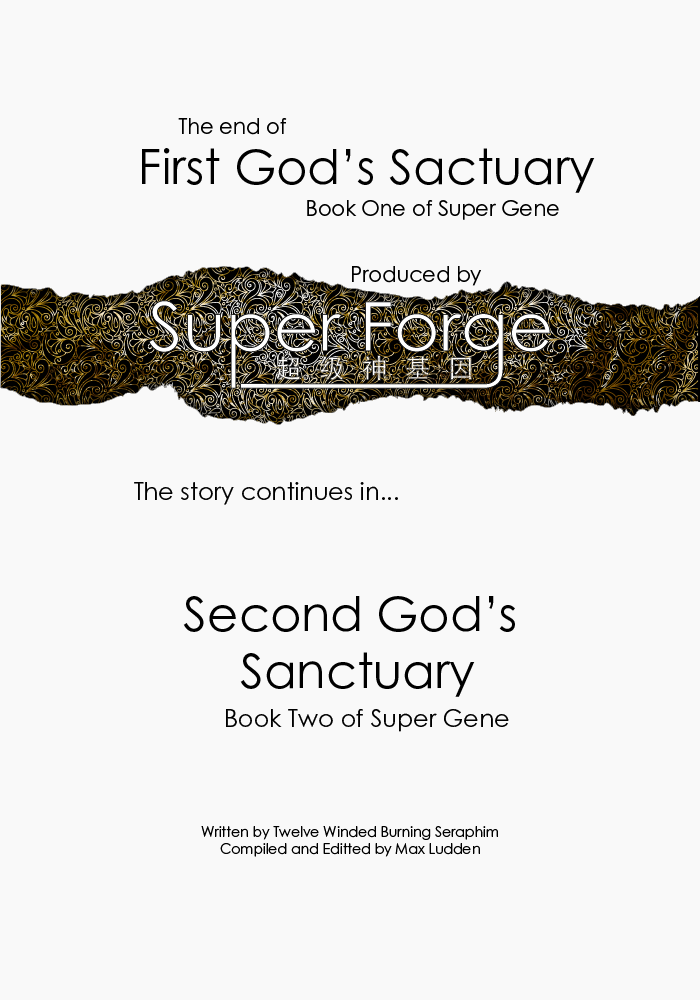 The end of
First God’s Sactuary
Book One of Super Gene
Produced by
Super Forge
超级神基因
The story continues in...
Second God’s
Sanctuary
Book Two of Super Gene
Written by Twelve Winded Burning Seraphim
Compiled and Editted by Max Ludden